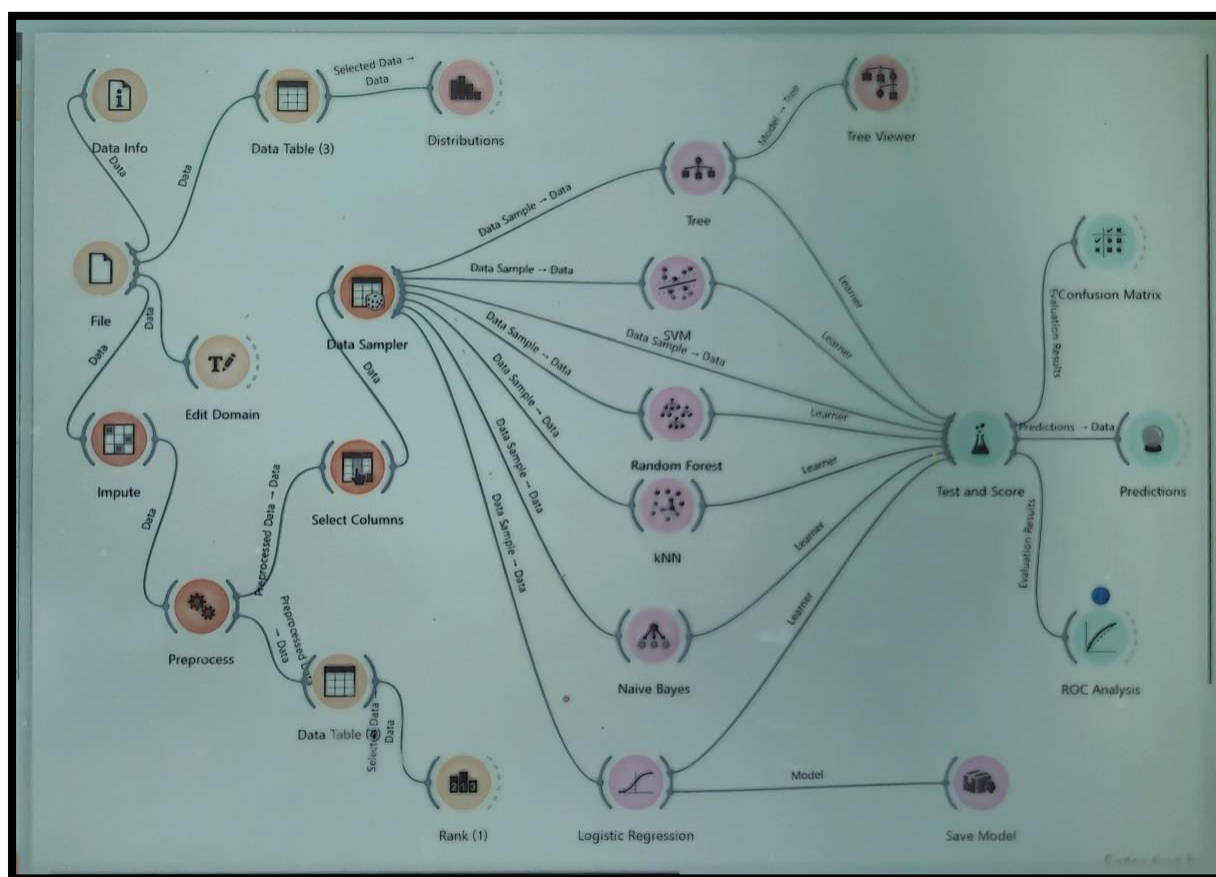 Selected Data →
Data
Data Info
Data Table (3)
Distributions
Tree Viewer
Model → Tree
Data
Data
Data Sample → Data
Tree
File
Data
Data
Edit Domain
Data Sampler
Data
Data Sample → Data
SVM
Data Sample → Data
Data Sample → Data
Data Sample → Data
Data Sample → Data
Data Sample → Data
Learner
Learner
Learner
Learner
Learner
Learner
Random Forest
kNN
Naive Bayes
Logistic Regression
Model
Save Model
Test and Score
Confusion Matrix
Evaluation Results
Predictions → Data
Predictions
Evaluation Results
ROC Analysis
Impute
Data
Select Columns
Preprocessed Data → Data
Preprocess
Preprocessed Data
→ Data
Data Table
Selected Data →
Data
Rank (1)